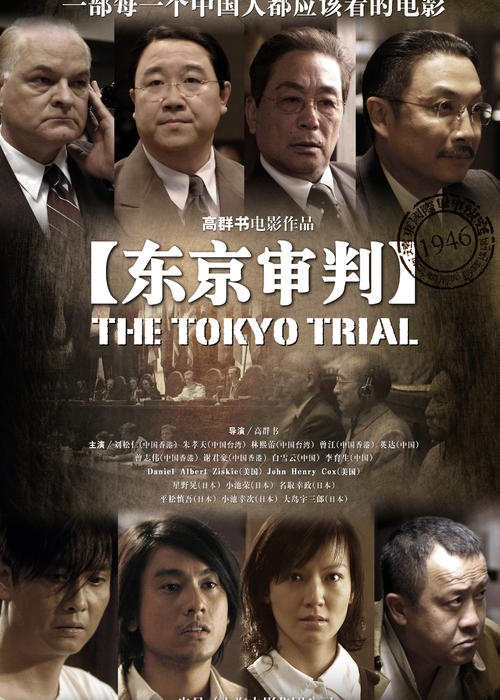 一部每一个中国人都应该看的电影
高群书电影作品
1946
【东京审判】
THE TOKYO TRIAL
导演/高群书
主演/刘松仁(中国香港) 朱孝天(中国台湾) 林熙蕾(中国台湾) 曾江(中国香港) 英达(中国)
曾志伟(中国香港) 谢君豪(中国香港) 白雪云(中国) 李育生(中国)
Daniel Albert Ziskie(美国) John Henry Cox(美国)
星野晃(日本) 小池荣(日本) 名取幸政(日本)
平松慎吾(日本) 小池幸次(日本) 大鸟宇三郎(日本)